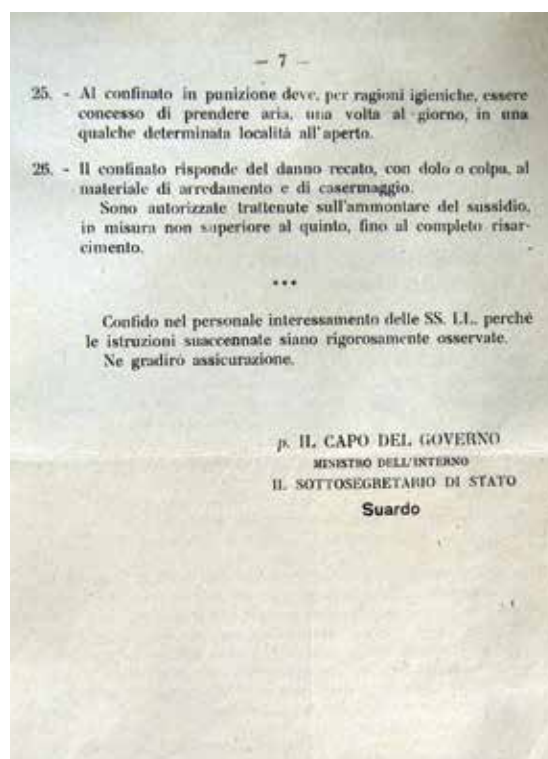 — 7 —
25. - Al confinato in punizione deve, per ragioni igieniche, essere
concesso di prendere aria, una volta al giorno, in una
qualche determinata località all'aperto.
26. - Il confinato risponde del danno recato, con dolo o colpa, al
materiale di arredamento e di casermaggio.
Sono autorizzate trattenute sull'ammontare del sussidio,
in misura non superiore al quinto, fino al completo risar-
cimento.
***
Confido nel personale interessamento delle SS. LL. perchè
le istruzioni suaccennate siano rigorosamente osservate.
Ne gradirò assicurazione.
p. IL CAPO DEL GOVERNO
MINISTRO DELL'INTERNO
IL SOTTOSEGRETARIO DI STATO
Suardo